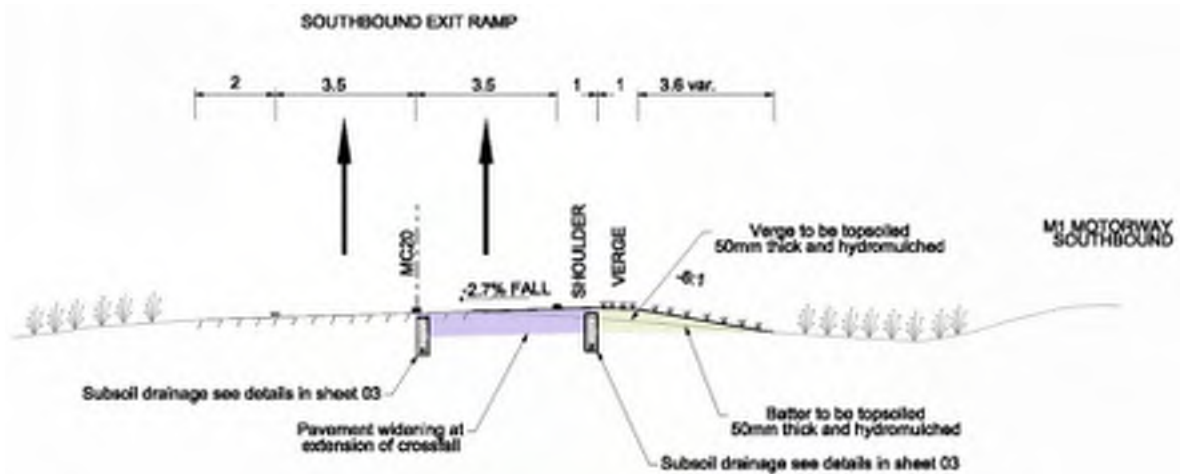 SOUTHBOUND EXIT RAMP
2 3.5 3.5 1 1 3.6 var.
MC20
SHOULDER
VERGE
Verge to be topsoiled
50mm thick and hydromulched
M1 MOTORWAY
SOUTHBOUND
-2.7% FALL
-6:1
Subsoil drainage see details in sheet 03
Pavement widening at
extension of crossfall
Batter to be topsoiled
50mm thick and hydromulched
Subsoil drainage see details in sheet 03